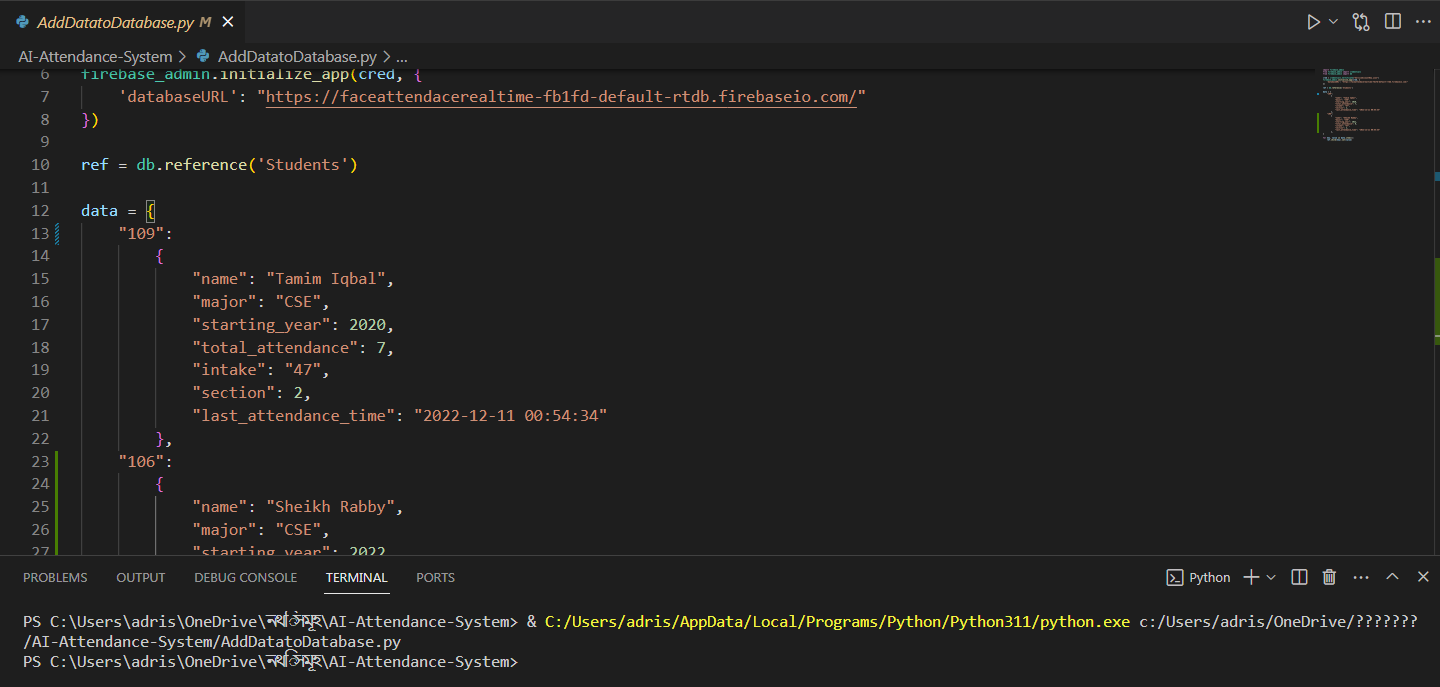 AddDatatoDatabase.py M
AI-Attendance-System > AddDatatoDatabase.py > ...
6 firebase_admin.initialize_app(cred, {
7 'databaseURL': "https://faceattendacerealtime-fb1fd-default-rtdb.firebaseio.com/"
8 })
9
10 ref = db.reference('Students')
11
12 data = {
13 "109":
14 {
15 "name": "Tamim Iqbal",
16 "major": "CSE",
17 "starting_year": 2020,
18 "total_attendance": 7,
19 "intake": "47",
20 "section": 2,
21 "last_attendance_time": "2022-12-11 00:54:34"
22 },
23 "106":
24 {
25 "name": "Sheikh Rabby",
26 "major": "CSE",
27 "starting_year": 2022
PROBLEMS OUTPUT DEBUG CONSOLE TERMINAL PORTS Python
PS C:\Users\adris\OneDrive\\AI-Attendance-System> & C:/Users/adris/AppData/Local/Programs/Python/Python311/python.exe c:/Users/adris/OneDrive/???????
/AI-Attendance-System/AddDatatoDatabase.py
PS C:\Users\adris\OneDrive\\AI-Attendance-System>